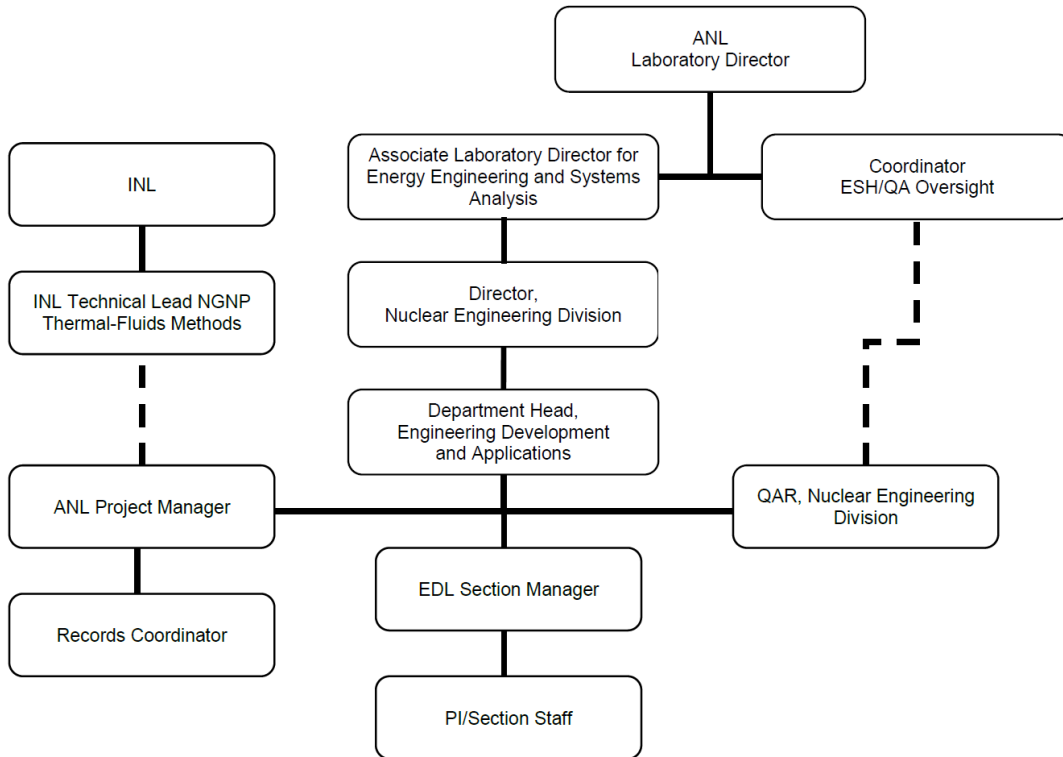 ANL
Laboratory Director
INL
Associate Laboratory Director for
Energy Engineering and Systems
Analysis
Coordinator
ESH/QA Oversight
INL Technical Lead NGNP
Thermal-Fluids Methods
Director,
Nuclear Engineering Division
Department Head,
Engineering Development
and Applications
ANL Project Manager
QAR, Nuclear Engineering
Division
EDL Section Manager
Records Coordinator
PI/Section Staff